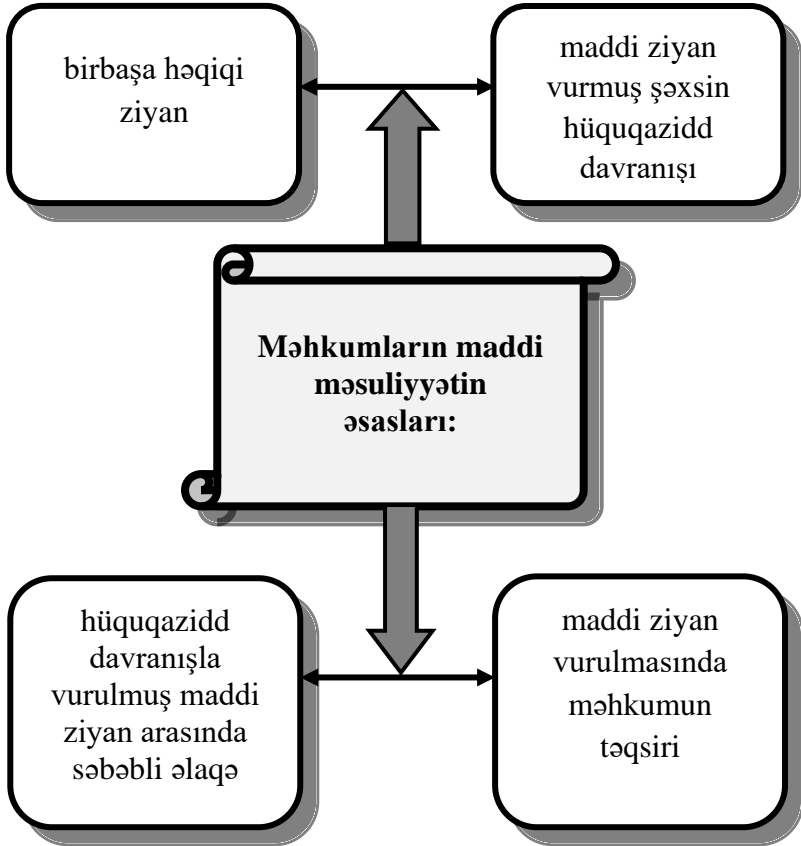 birbaşa həqiqi
ziyan
maddi ziyan
vurmuş şəxsin
hüquqazidd
davranışı
Məhkumların maddi
məsuliyyətin
əsasları:
hüquqazidd
davranışla
vurulmuş maddi
ziyan arasında
səbəbli əlaqə
maddi ziyan
vurulmasında
məhkumun
təqsiri